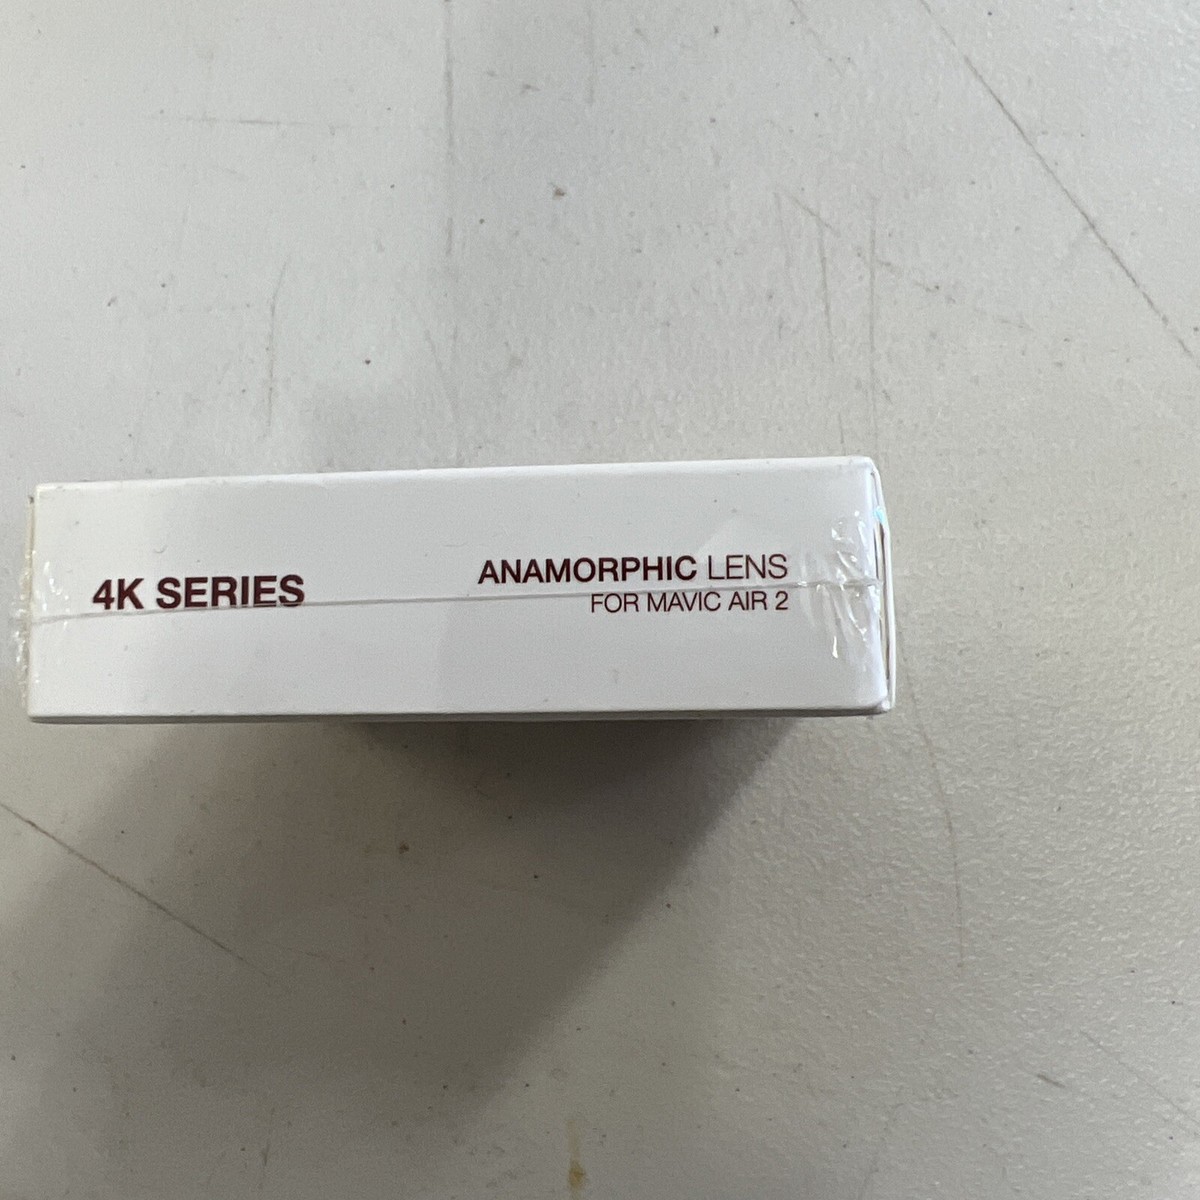 4K SERIES
ANAMORPHIC LENS
FOR MAVIC AIR 2